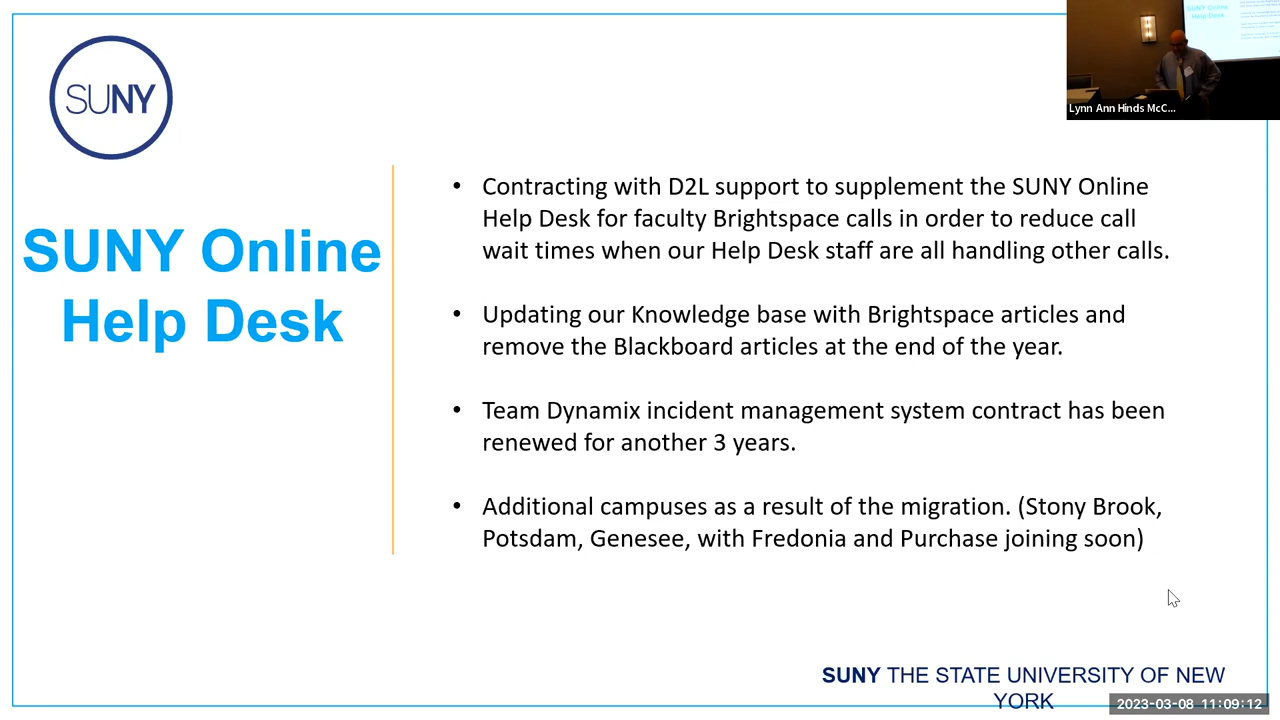 SUNY
SUNY Online
Help Desk
• Contracting with D2L support to supplement the SUNY Online
Help Desk for faculty Brightspace calls in order to reduce call
wait times when our Help Desk staff are all handling other calls.
• Updating our Knowledge base with Brightspace articles and
remove the Blackboard articles at the end of the year.
• Team Dynamix incident management system contract has been
renewed for another 3 years.
• Additional campuses as a result of the migration. (Stony Brook,
Potsdam, Genesee, with Fredonia and Purchase joining soon)
SUNY Online
Help Desk
Lynn Ann Hinds McC...
SUNY THE STATE UNIVERSITY OF NEW
YORK
2023-03-08 11:09:12